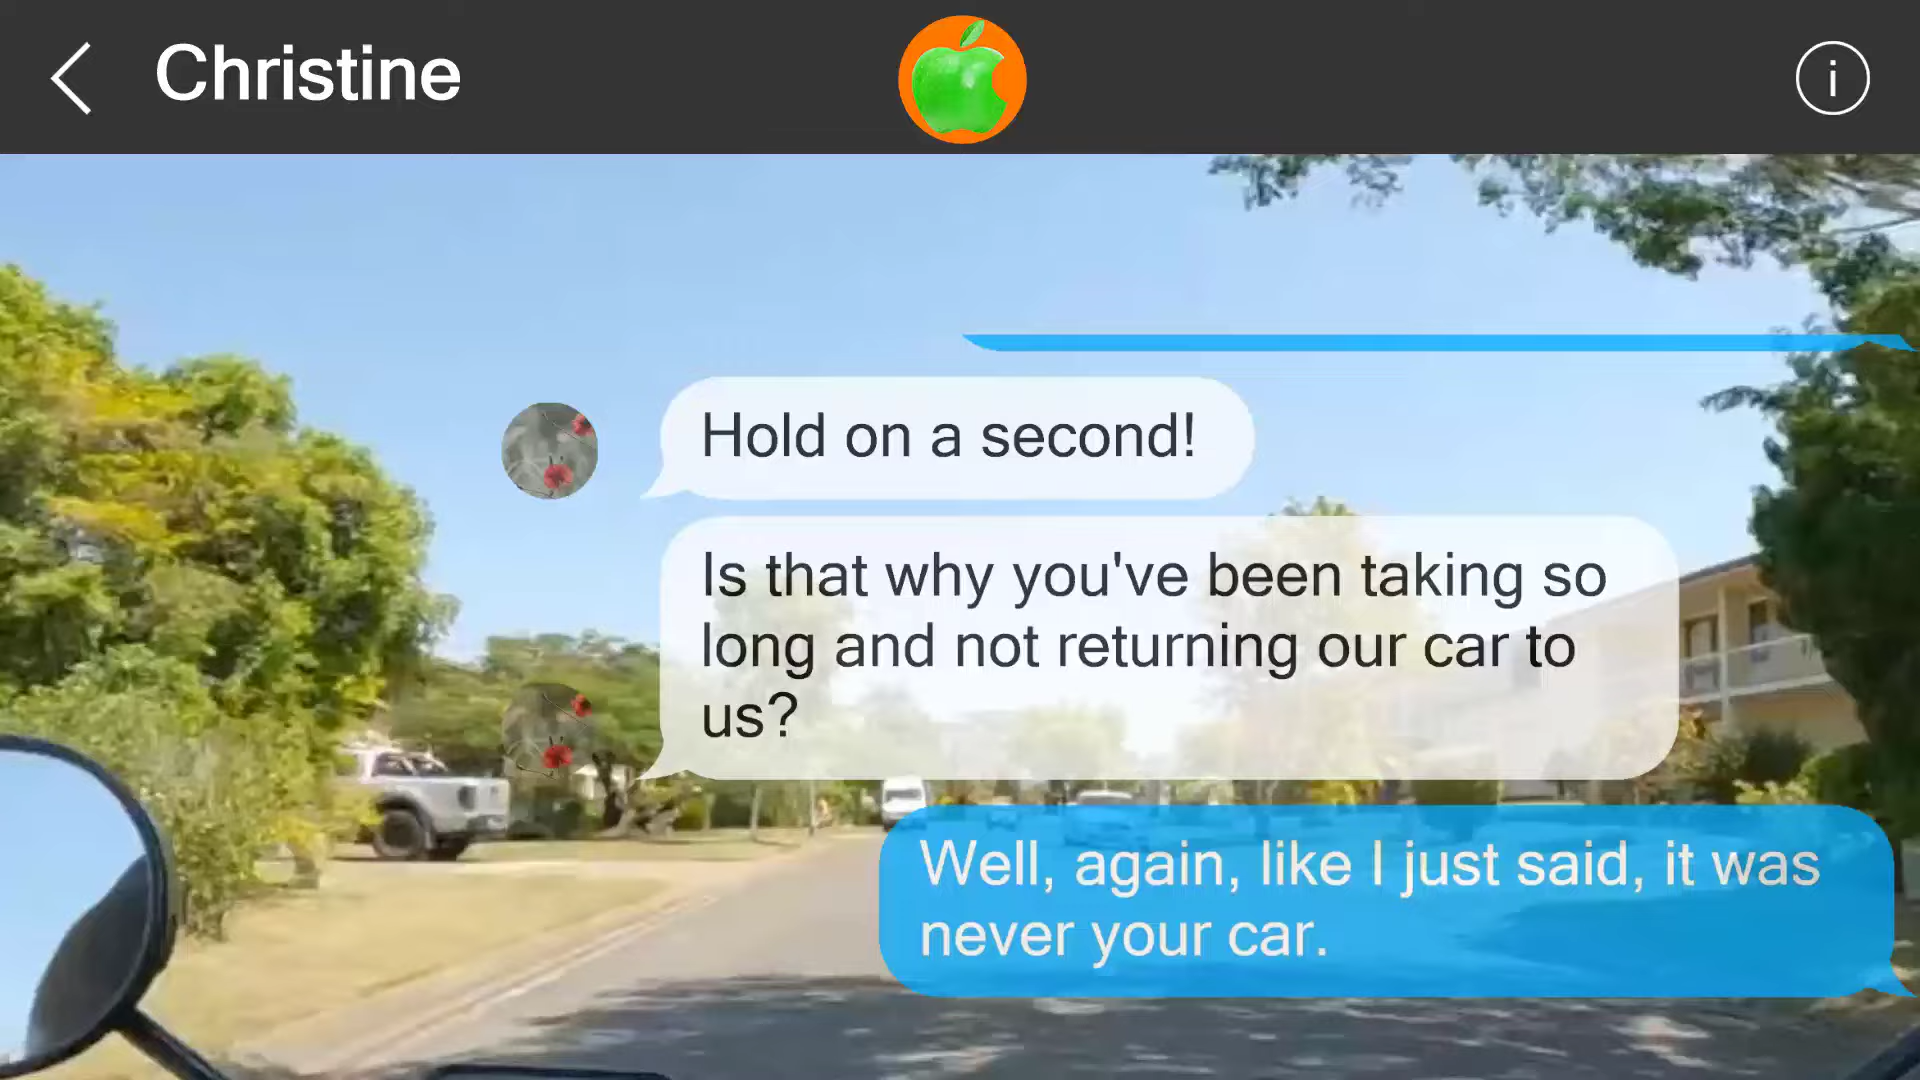 Christine
i
Hold on a second!
Is that why you've been taking so
long and not returning our car to
us?
Well, again, like I just said, it was
never your car.